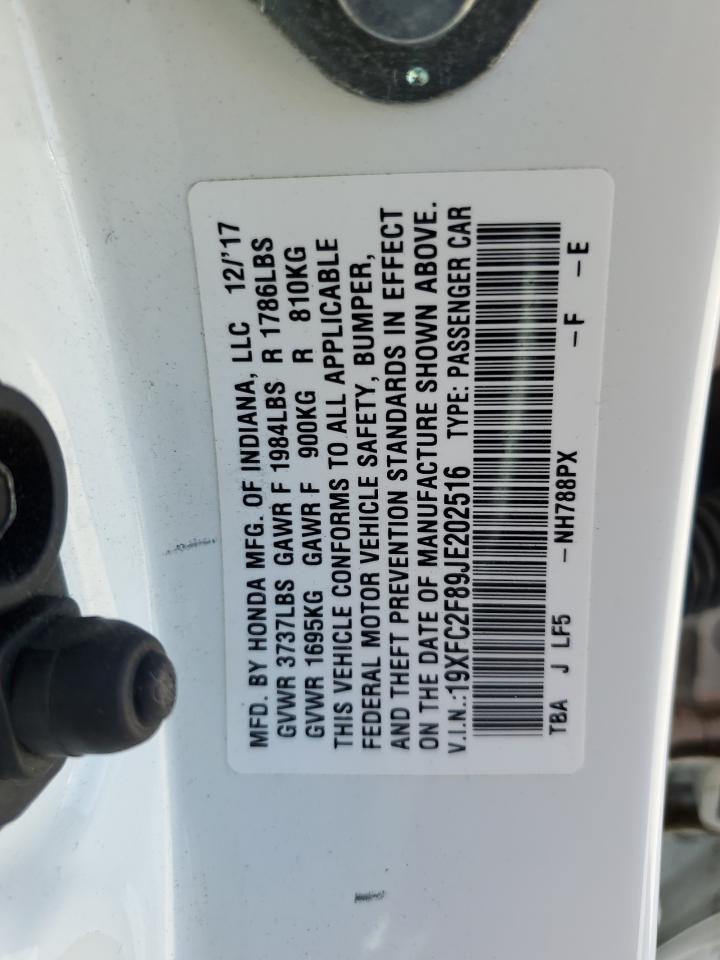 MFD. BY HONDA MFG. OF INDIANA, LLC 12/'17
GVWR 3737LBS GAWR F 1984LBS R 1786LBS
GVWR 1695KG GAWR F 900KG R 810KG
THIS VEHICLE CONFORMS TO ALL APPLICABLE
FEDERAL MOTOR VEHICLE SAFETY, BUMPER,
AND THEFT PREVENTION STANDARDS IN EFFECT
ON THE DATE OF MANUFACTURE SHOWN ABOVE.
V.I.N.:19XFC2F89JE202516 TYPE: PASSENGER CAR
TBA J LF5 -NH788PX -F -E